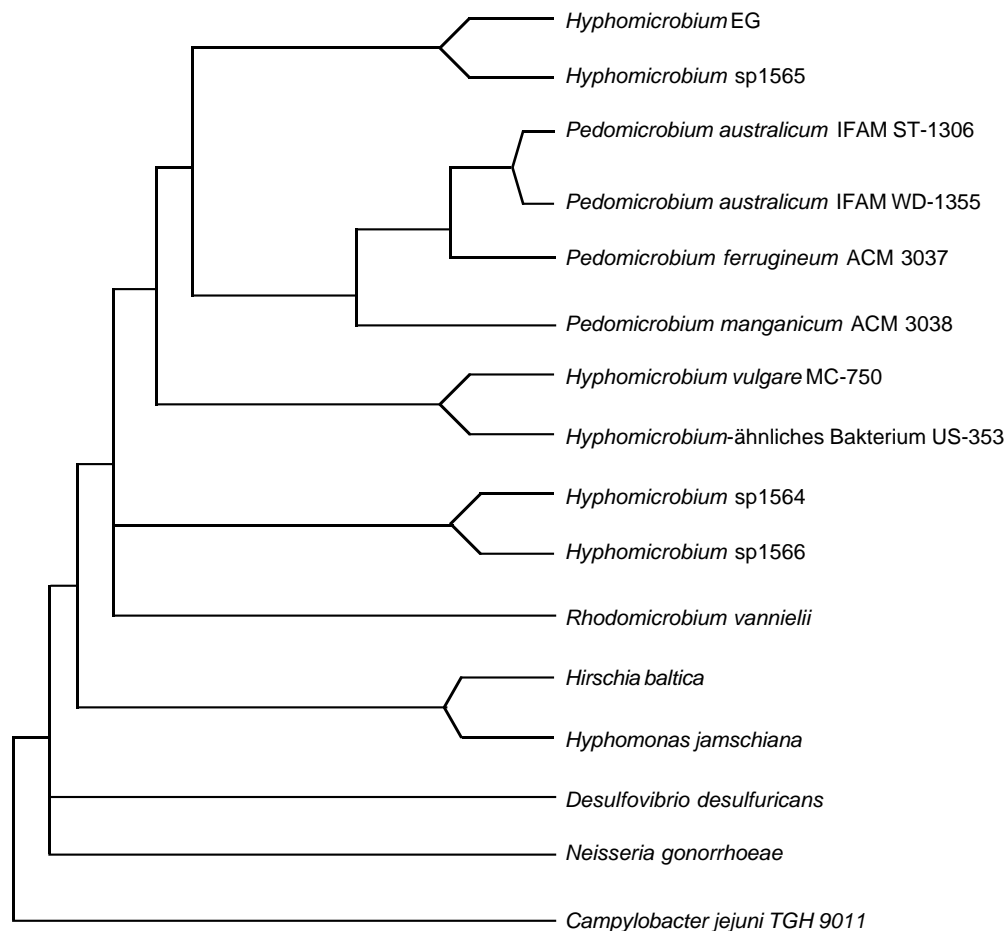 Hyphomicrobium EG
Hyphomicrobium sp1565
Pedomicrobium australicum IFAM ST-1306
Pedomicrobium australicum IFAM WD-1355
Pedomicrobium ferrugineum ACM 3037
Pedomicrobium manganicum ACM 3038
Hyphomicrobium vulgare MC-750
Hyphomicrobium-ähnliches Bakterium US-353
Hyphomicrobium sp1564
Hyphomicrobium sp1566
Rhodomicrobium vannielii
Hirschia baltica
Hyphomonas jamschiana
Desulfovibrio desulfuricans
Neisseria gonorrhoeae
Campylobacter jejuni TGH 9011